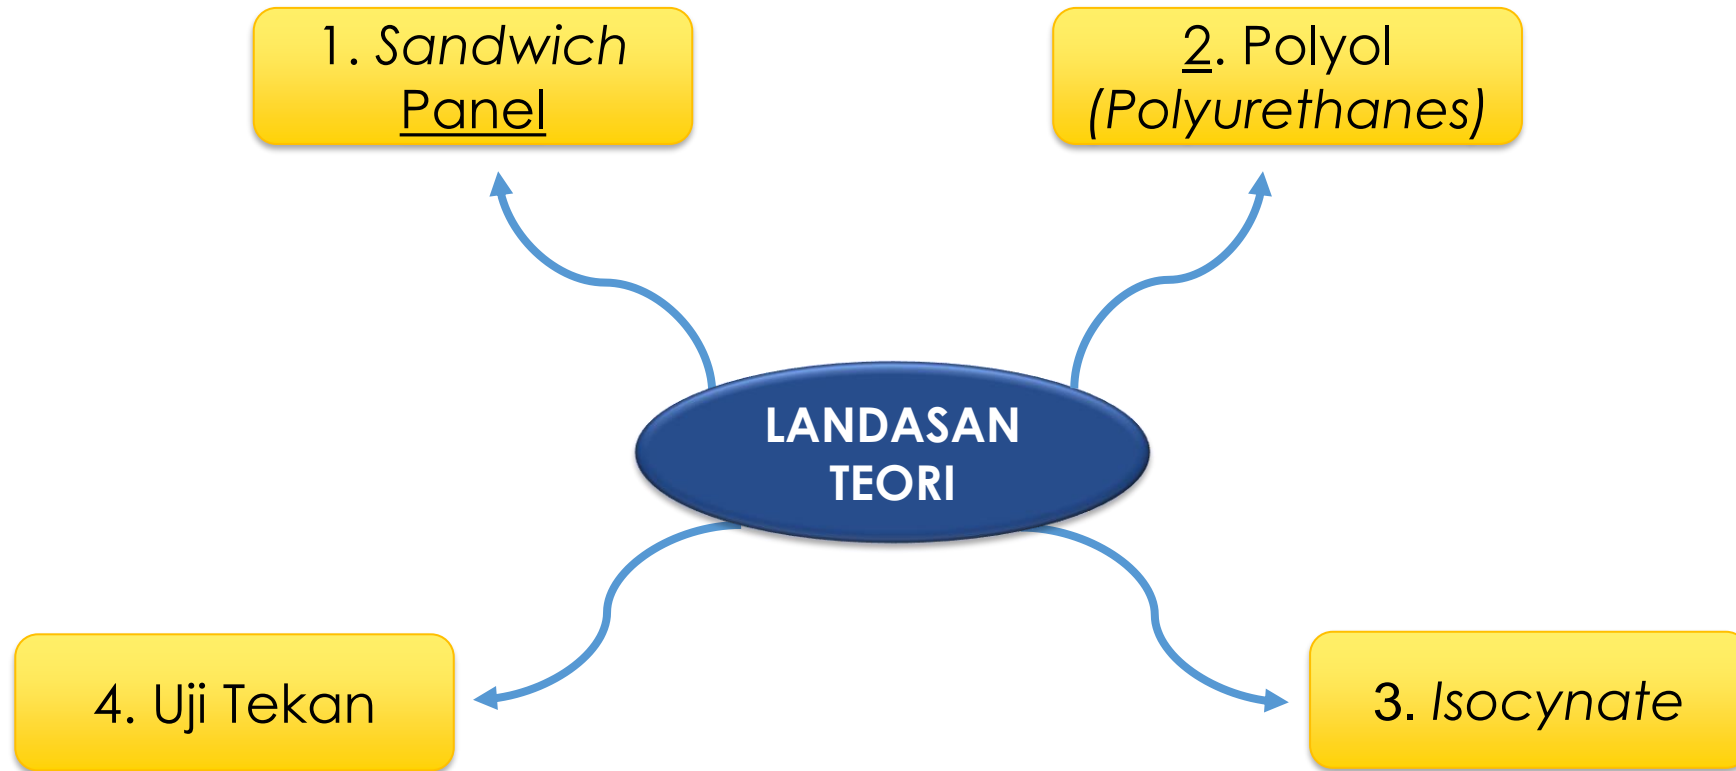 1. Sandwich
Panel
2. Polyol
(Polyurethanes)
LANDASAN
TEORI
4. Uji Tekan
3. Isocynate